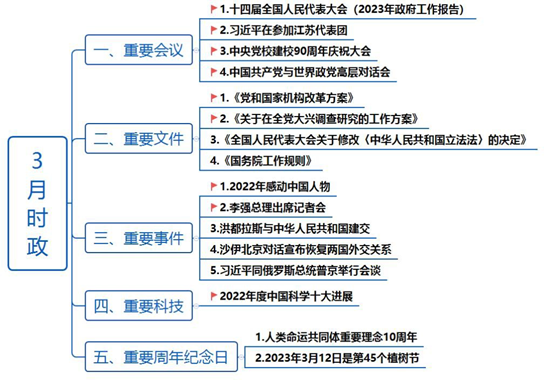 3月时政
一、重要会议
1.十四届全国人民代表大会（2023年政府工作报告）
2.习近平在参加江苏代表团
3.中央党校建校90周年庆祝大会
4.中国共产党与世界政党高层对话会
二、重要文件
1.《党和国家机构改革方案》
2.《关于在全党大兴调查研究的工作方案》
3.《全国人民代表大会关于修改〈中华人民共和国立法法〉的决定》
4.《国务院工作规则》
三、重要事件
1.2022年感动中国人物
2.李强总理出席记者会
3.洪都拉斯与中华人民共和国建交
4.沙伊北京对话宣布恢复两国外交关系
5.习近平同俄罗斯总统普京举行会谈
四、重要科技
2022年度中国科学十大进展
五、重要周年纪念日
1.人类命运共同体重要理念10周年
2.2023年3月12日是第45个植树节